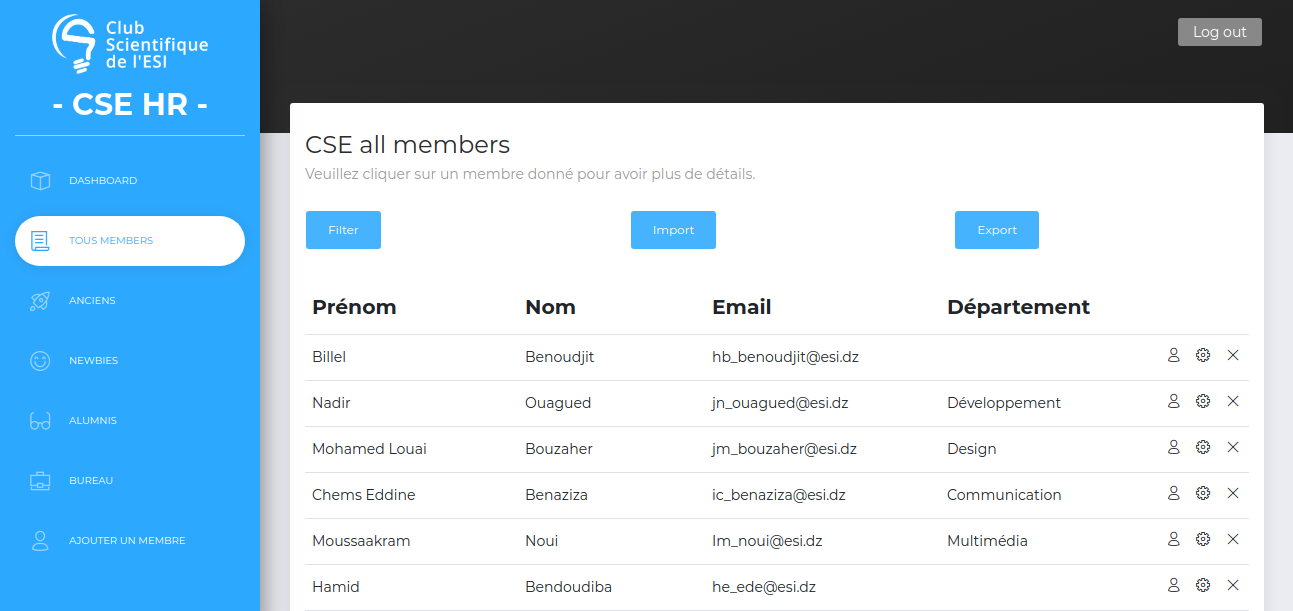 Club
Scientifique
de l'ESI
- CSE HR -
DASHBOARD
TOUS MEMBERS
ANCIENS
NEWBIES
ALUMNIS
BUREAU
AJOUTER UN MEMBRE
Log out
CSE all members
Veuillez cliquer sur un membre donné pour avoir plus de détails.
Filter Import Export
Prénom Nom Email Département
Billel Benoudjit hb_benoudjit@esi.dz
Nadir Ouagued jn_ouagued@esi.dz Développement
Mohamed Louai Bouzaher jm_bouzaher@esi.dz Design
Chems Eddine Benaziza ic_benaziza@esi.dz Communication
Moussaakram Noui Im_noui@esi.dz Multimédia
Hamid Bendoudiba he_ede@esi.dz